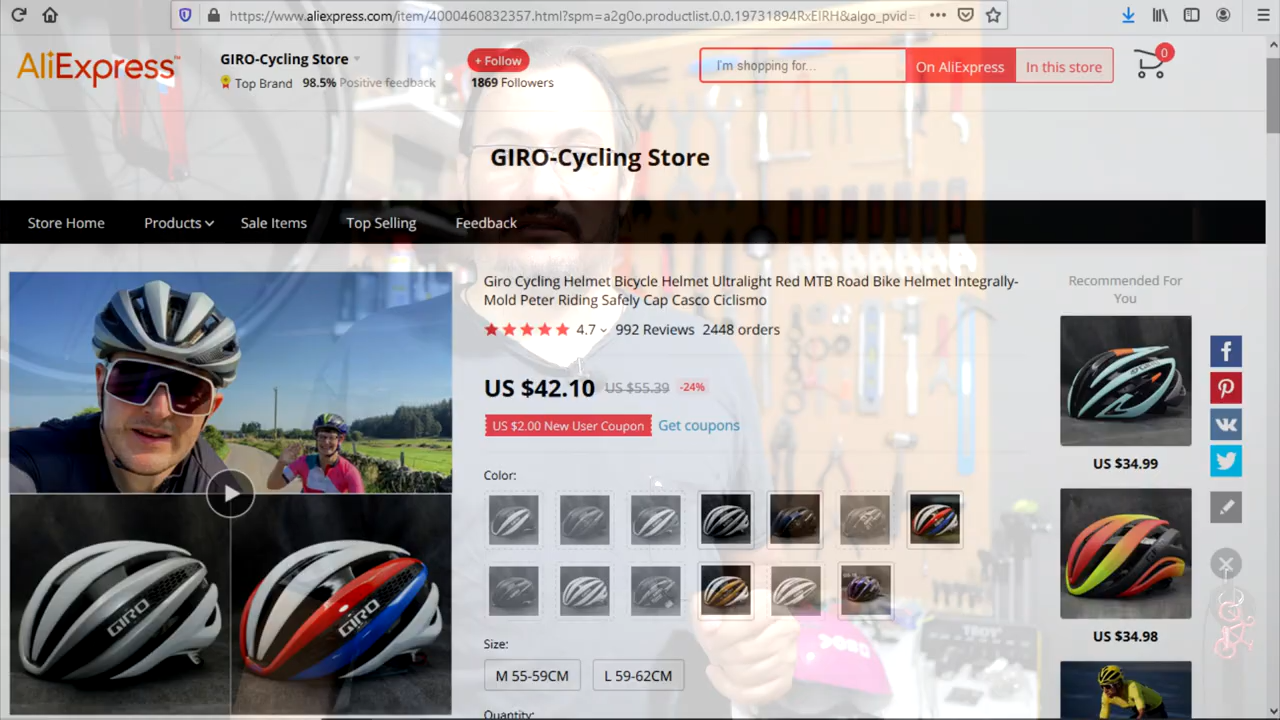 https://www.aliexpress.com/item/4000460832357.html?spm=a2g0o.productlist.0.0.19731894RxEIRH&algo_pvid=
AliExpress™
GIRO-Cycling Store
Top Brand 98.5% Positive feedback
+ Follow
1869 Followers
I'm shopping for...
On AliExpress
In this store
0
GIRO-Cycling Store
Store Home Products Sale Items Top Selling Feedback
Giro Cycling Helmet Bicycle Helmet Ultralight Red MTB Road Bike Helmet Integrally-
Mold Peter Riding Safely Cap Casco Ciclismo
4.7 992 Reviews 2448 orders
US $42.10 US $55.39 -24%
US $2.00 New User Coupon Get coupons
Color:
Size:
M 55-59CM L 59-62CM
Quantity:
GIRO
GIRO
Recommended For
You
US $34.99
US $34.98